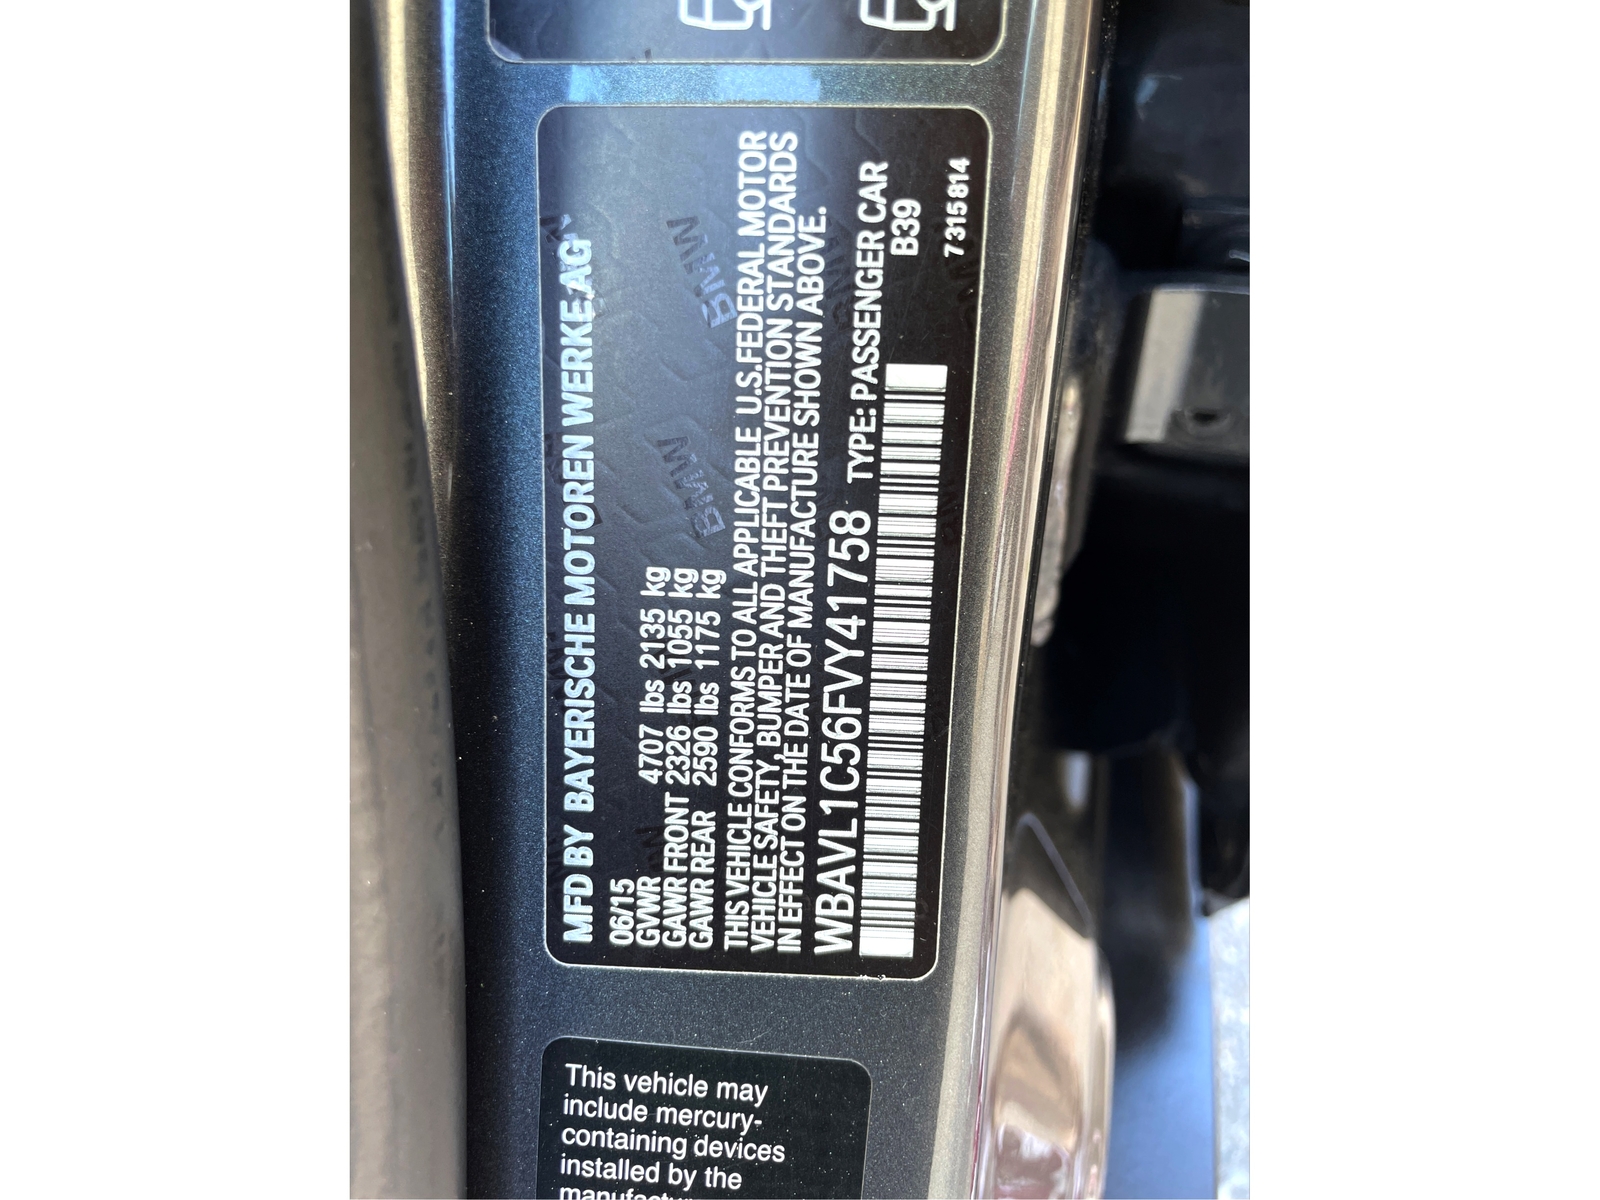 MFD BY BAYERISCHE MOTOREN WERKE AG
06/15
GVWR 4707 lbs 2135 kg
GAWR FRONT 2326 lbs 1055 kg
GAWR REAR 2590 lbs 1175 kg
THIS VEHICLE CONFORMS TO ALL APPLICABLE U.S.FEDERAL MOTOR
VEHICLE SAFETY, BUMPER AND THEFT PREVENTION STANDARDS
IN EFFECT ON THE DATE OF MANUFACTURE SHOWN ABOVE.
WBAVL1C56FVY41758 TYPE: PASSENGER CAR
B39
7315814
BMW
BMW
This vehicle may
include mercury-
containing devices
installed by the